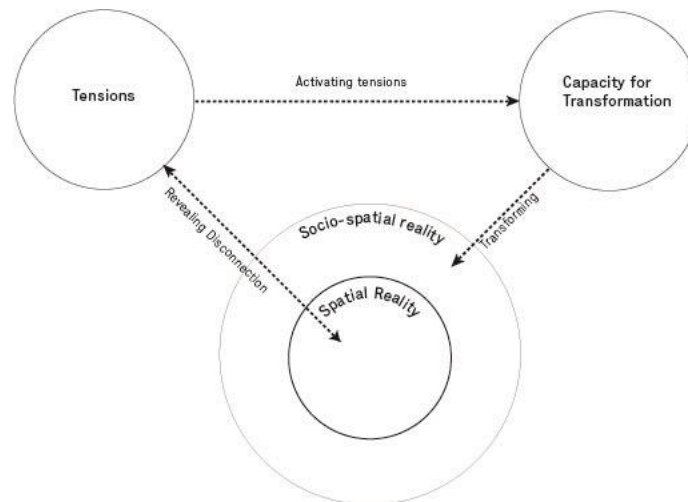 Tensions
Activating tensions
Capacity for
Transformation
Revealing Disconnection
Transforming
Socio-spatial reality
Spatial Reality